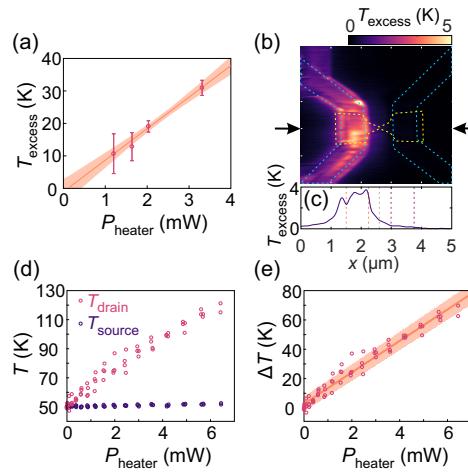 (a)
T_excess (K)
40
30
20
10
0
0 1 2 3 4
P_heater (mW)
T_excess (K)
0 5
(b)
(c)
T_excess (K)
4
0
0 1 2 3 4 5
x (μm)
(d)
T (K)
130
110
90
70
50
30
T_drain
T_source
0 2 4 6
P_heater (mW)
(e)
ΔT (K)
80
60
40
20
0
0 2 4 6
P_heater (mW)